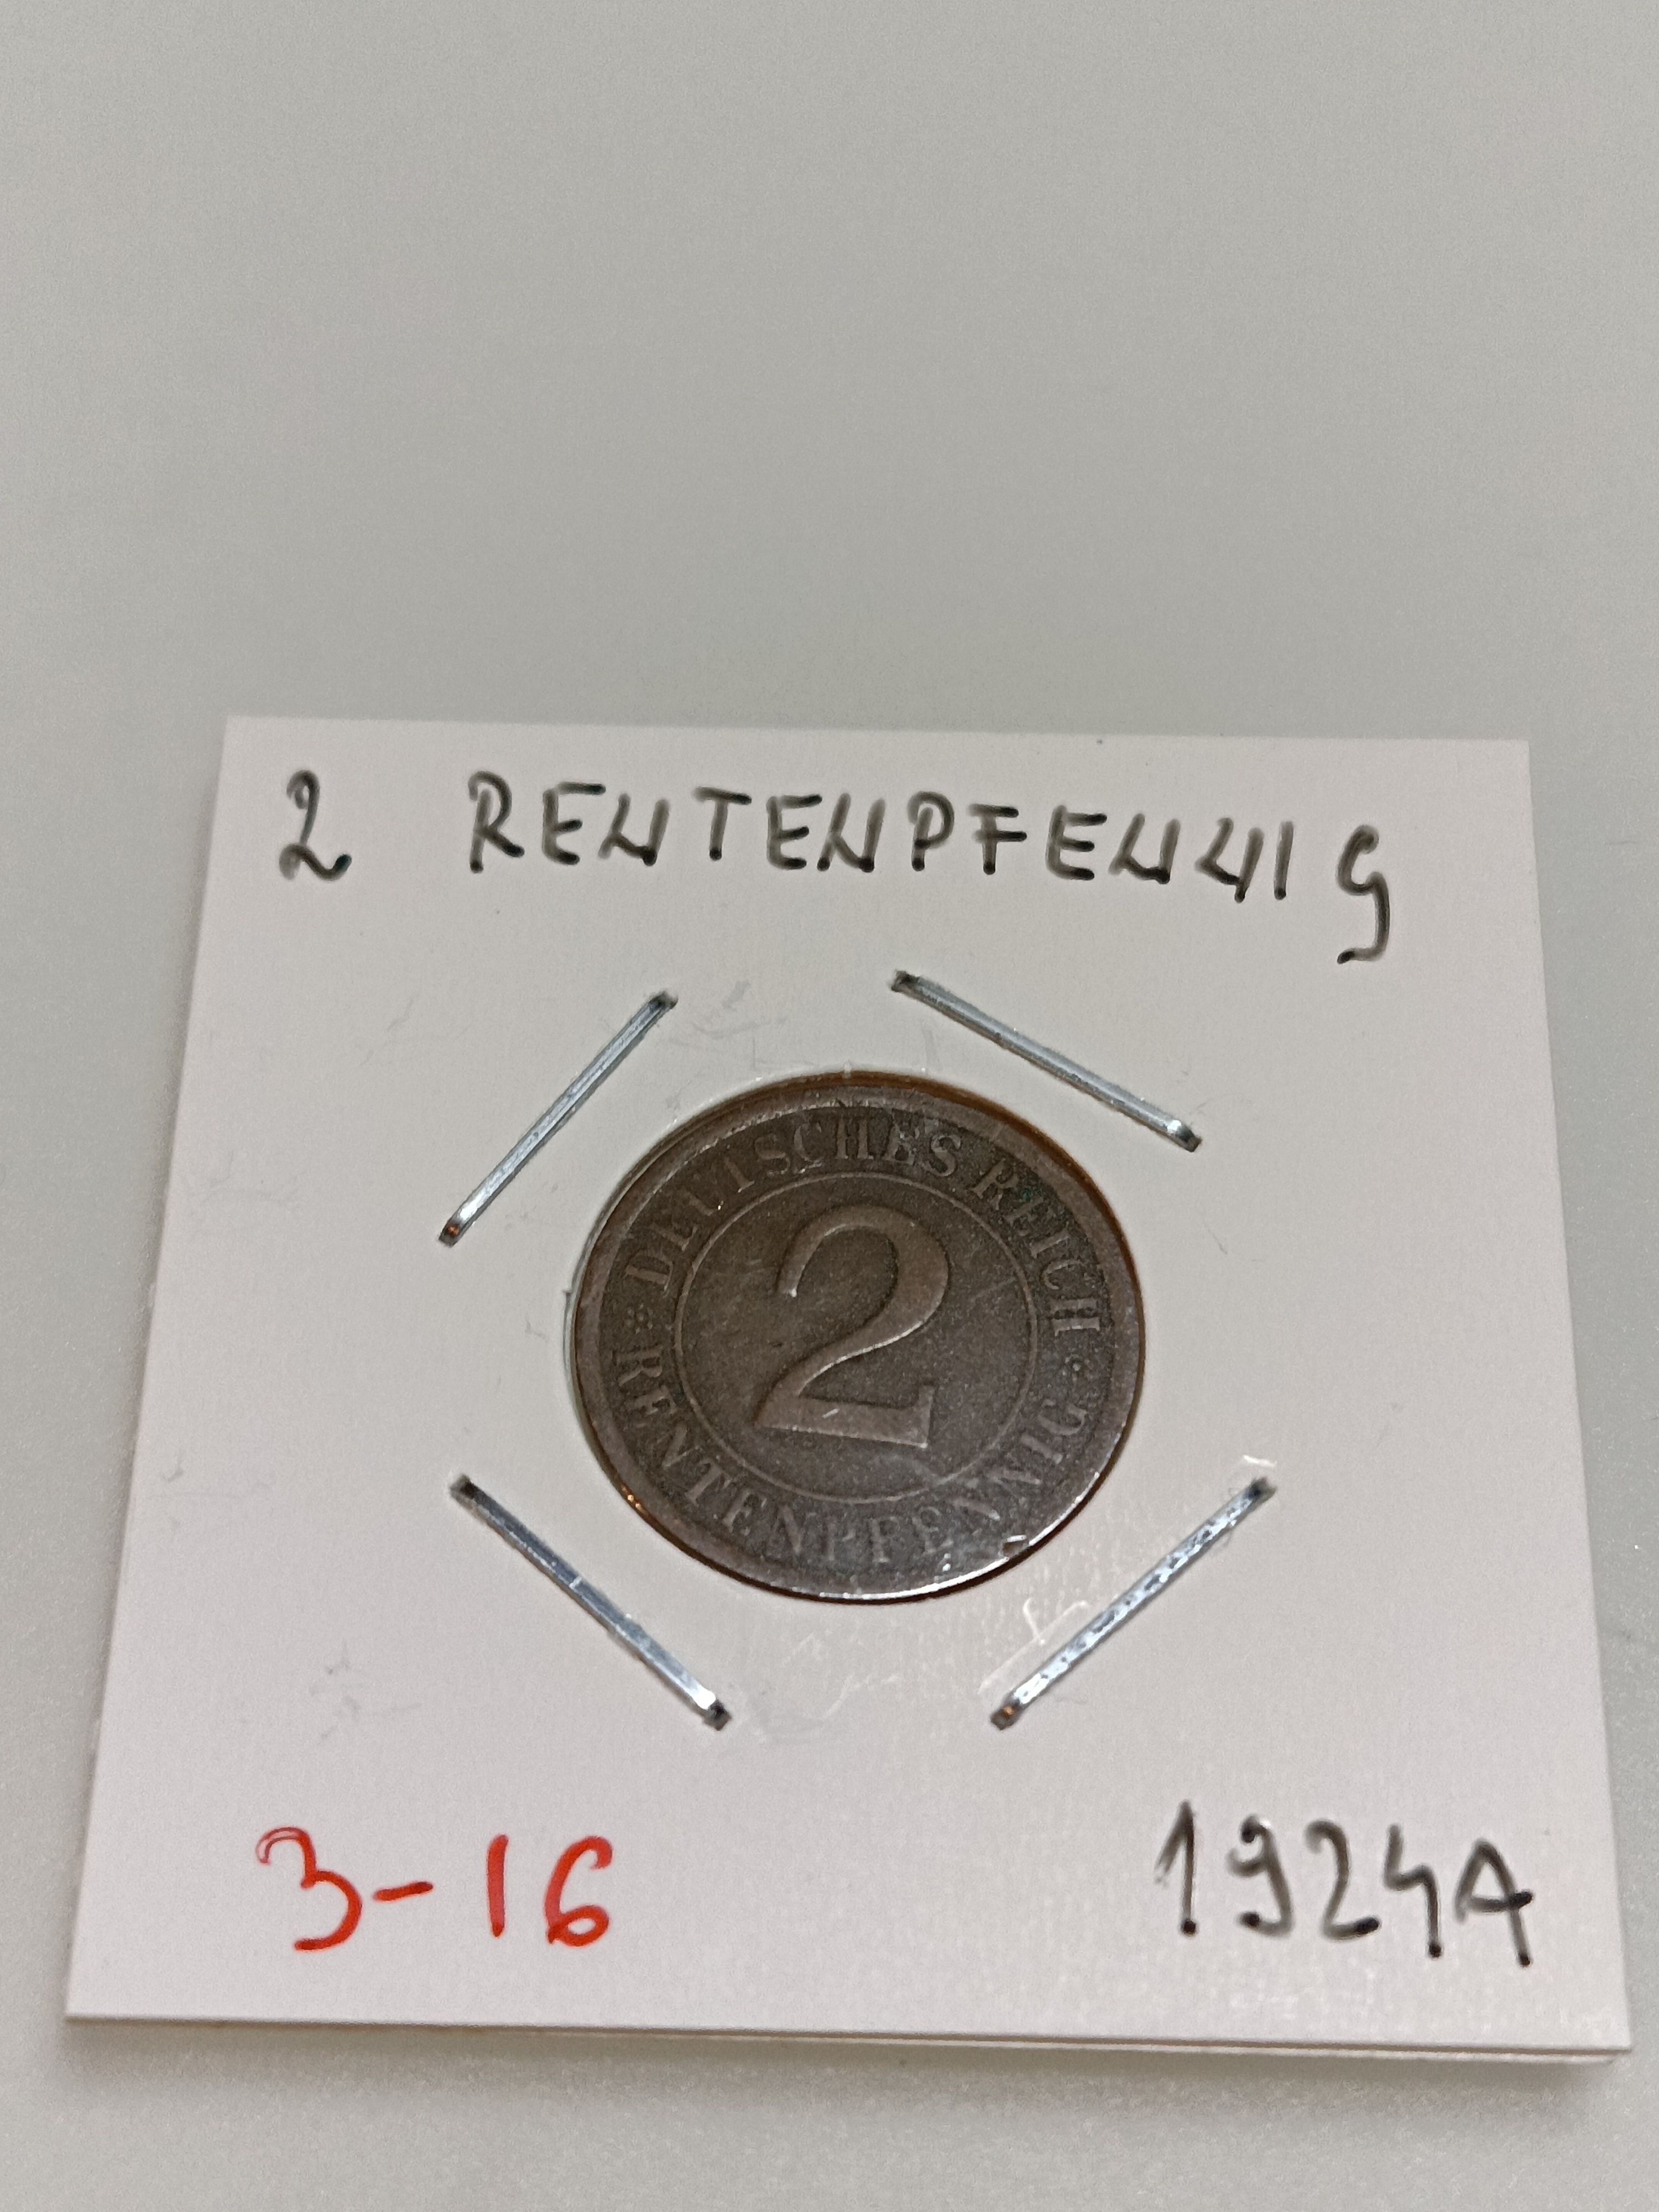 2 RENTENPFENNIG
DEUTSCHES REICH
2
RENTENPFENNIG
3-16
1924A